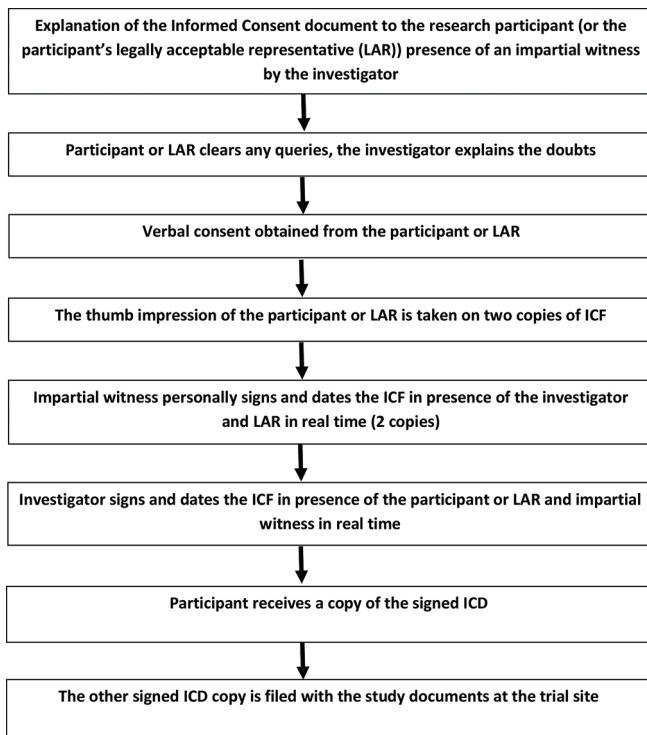 Explanation of the Informed Consent document to the research participant (or the
participant’s legally acceptable representative (LAR)) presence of an impartial witness
by the investigator
Participant or LAR clears any queries, the investigator explains the doubts
Verbal consent obtained from the participant or LAR
The thumb impression of the participant or LAR is taken on two copies of ICF
Impartial witness personally signs and dates the ICF in presence of the investigator
and LAR in real time (2 copies)
Investigator signs and dates the ICF in presence of the participant or LAR and impartial
witness in real time
Participant receives a copy of the signed ICD
The other signed ICD copy is filed with the study documents at the trial site